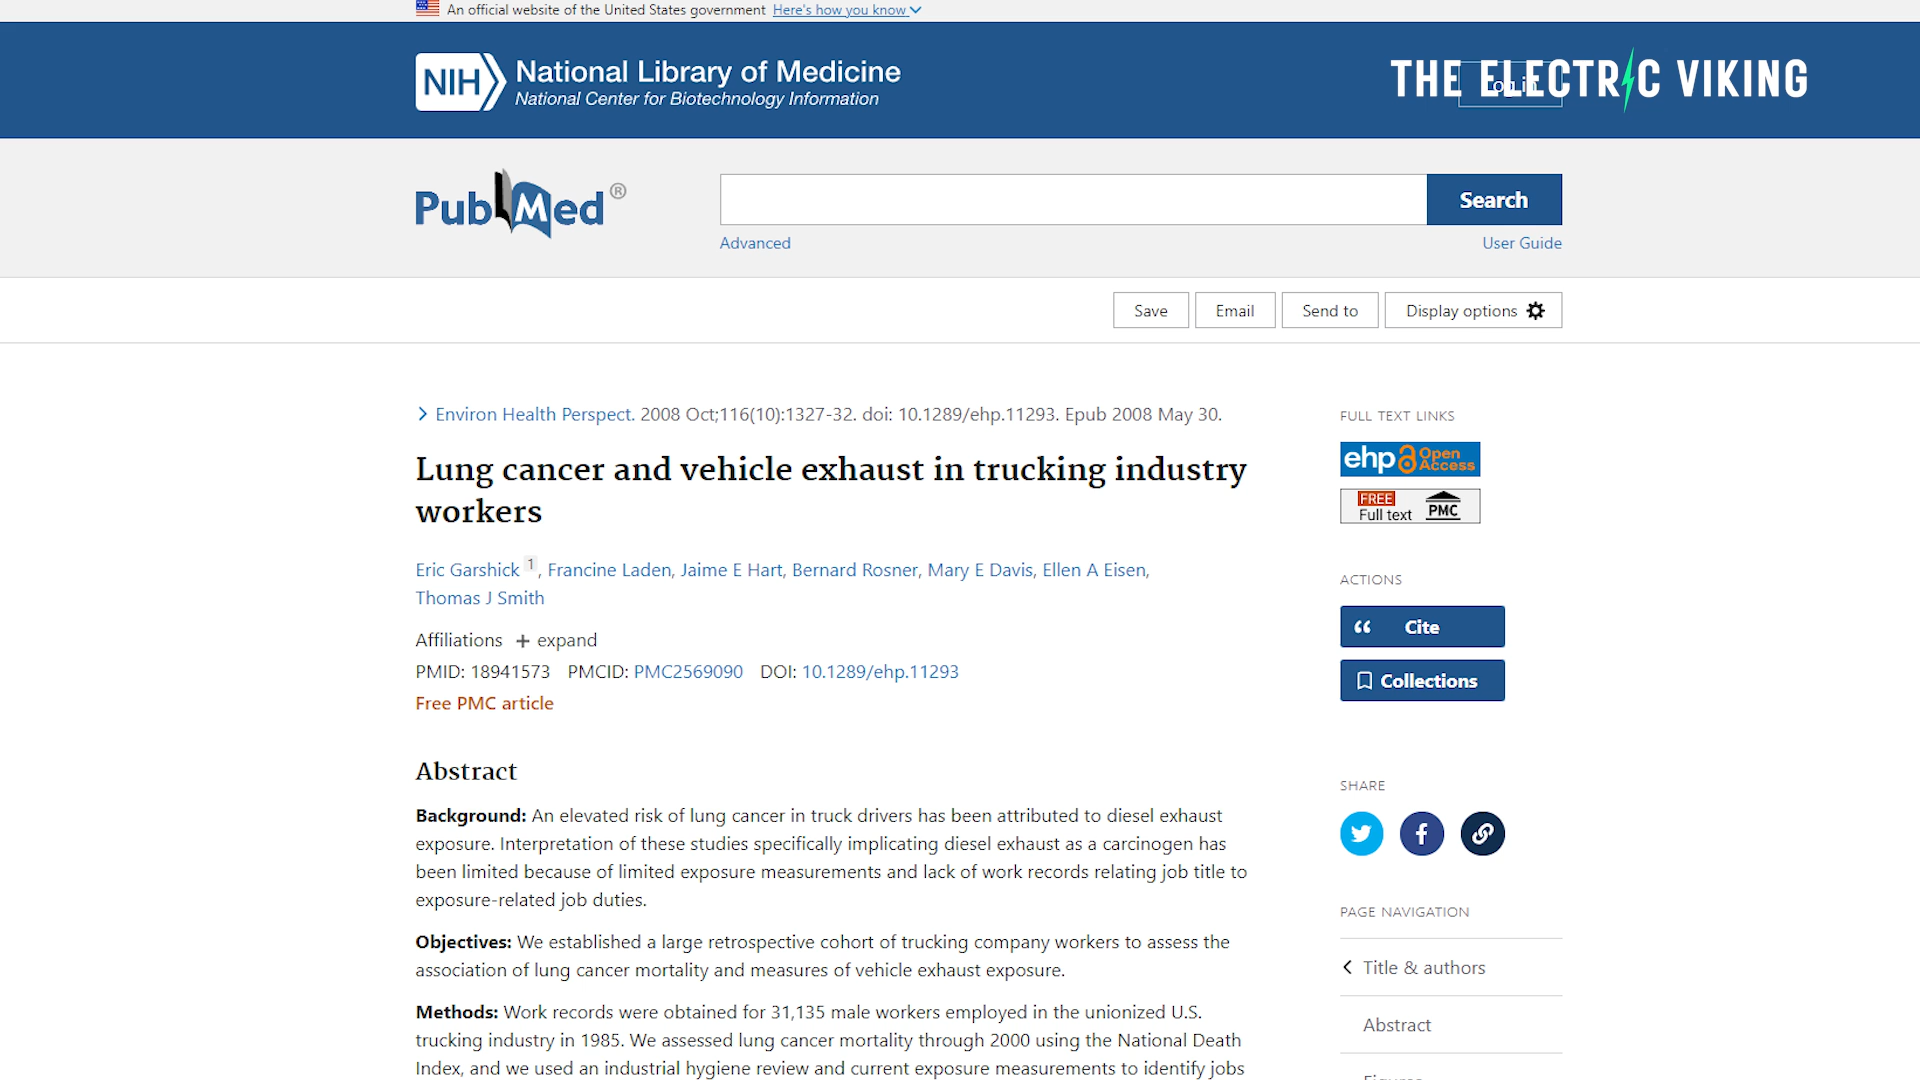 An official website of the United States government Here's how you know
NIH National Library of Medicine
National Center for Biotechnology Information
THE ELECTRIC VIKING
Log in
PubMed®
Search
Advanced
User Guide
Save Email Send to Display options
Environ Health Perspect. 2008 Oct;116(10):1327-32. doi: 10.1289/ehp.11293. Epub 2008 May 30.
Lung cancer and vehicle exhaust in trucking industry
workers
Eric Garshick 1, Francine Laden, Jaime E Hart, Bernard Rosner, Mary E Davis, Ellen A Eisen,
Thomas J Smith
Affiliations + expand
PMID: 18941573 PMCID: PMC2569090 DOI: 10.1289/ehp.11293
Free PMC article
Abstract
Background: An elevated risk of lung cancer in truck drivers has been attributed to diesel exhaust
exposure. Interpretation of these studies specifically implicating diesel exhaust as a carcinogen has
been limited because of limited exposure measurements and lack of work records relating job title to
exposure-related job duties.
Objectives: We established a large retrospective cohort of trucking company workers to assess the
association of lung cancer mortality and measures of vehicle exhaust exposure.
Methods: Work records were obtained for 31,135 male workers employed in the unionized U.S.
trucking industry in 1985. We assessed lung cancer mortality through 2000 using the National Death
Index, and we used an industrial hygiene review and current exposure measurements to identify jobs
FULL TEXT LINKS
ehp Open
Access
FREE
Full text PMC
ACTIONS
Cite
Collections
SHARE
PAGE NAVIGATION
Title & authors
Abstract
Figures